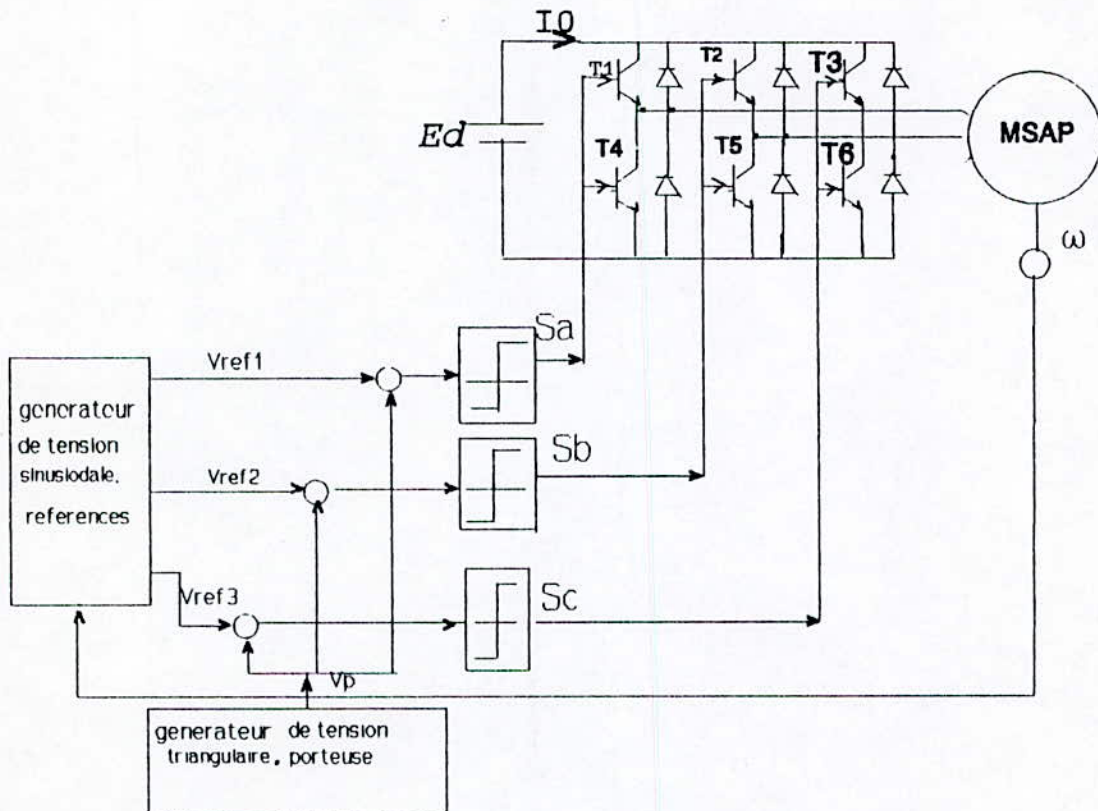 IO
T1
T2
T3
Ed
MSAP
T4
T5
T6
ω
Sa
Vref1
generateur
de tension
sinusiodale.
references
Sb
Vref2
Vref3
Sc
Vp
generateur de tension
triangulaire, porteuse